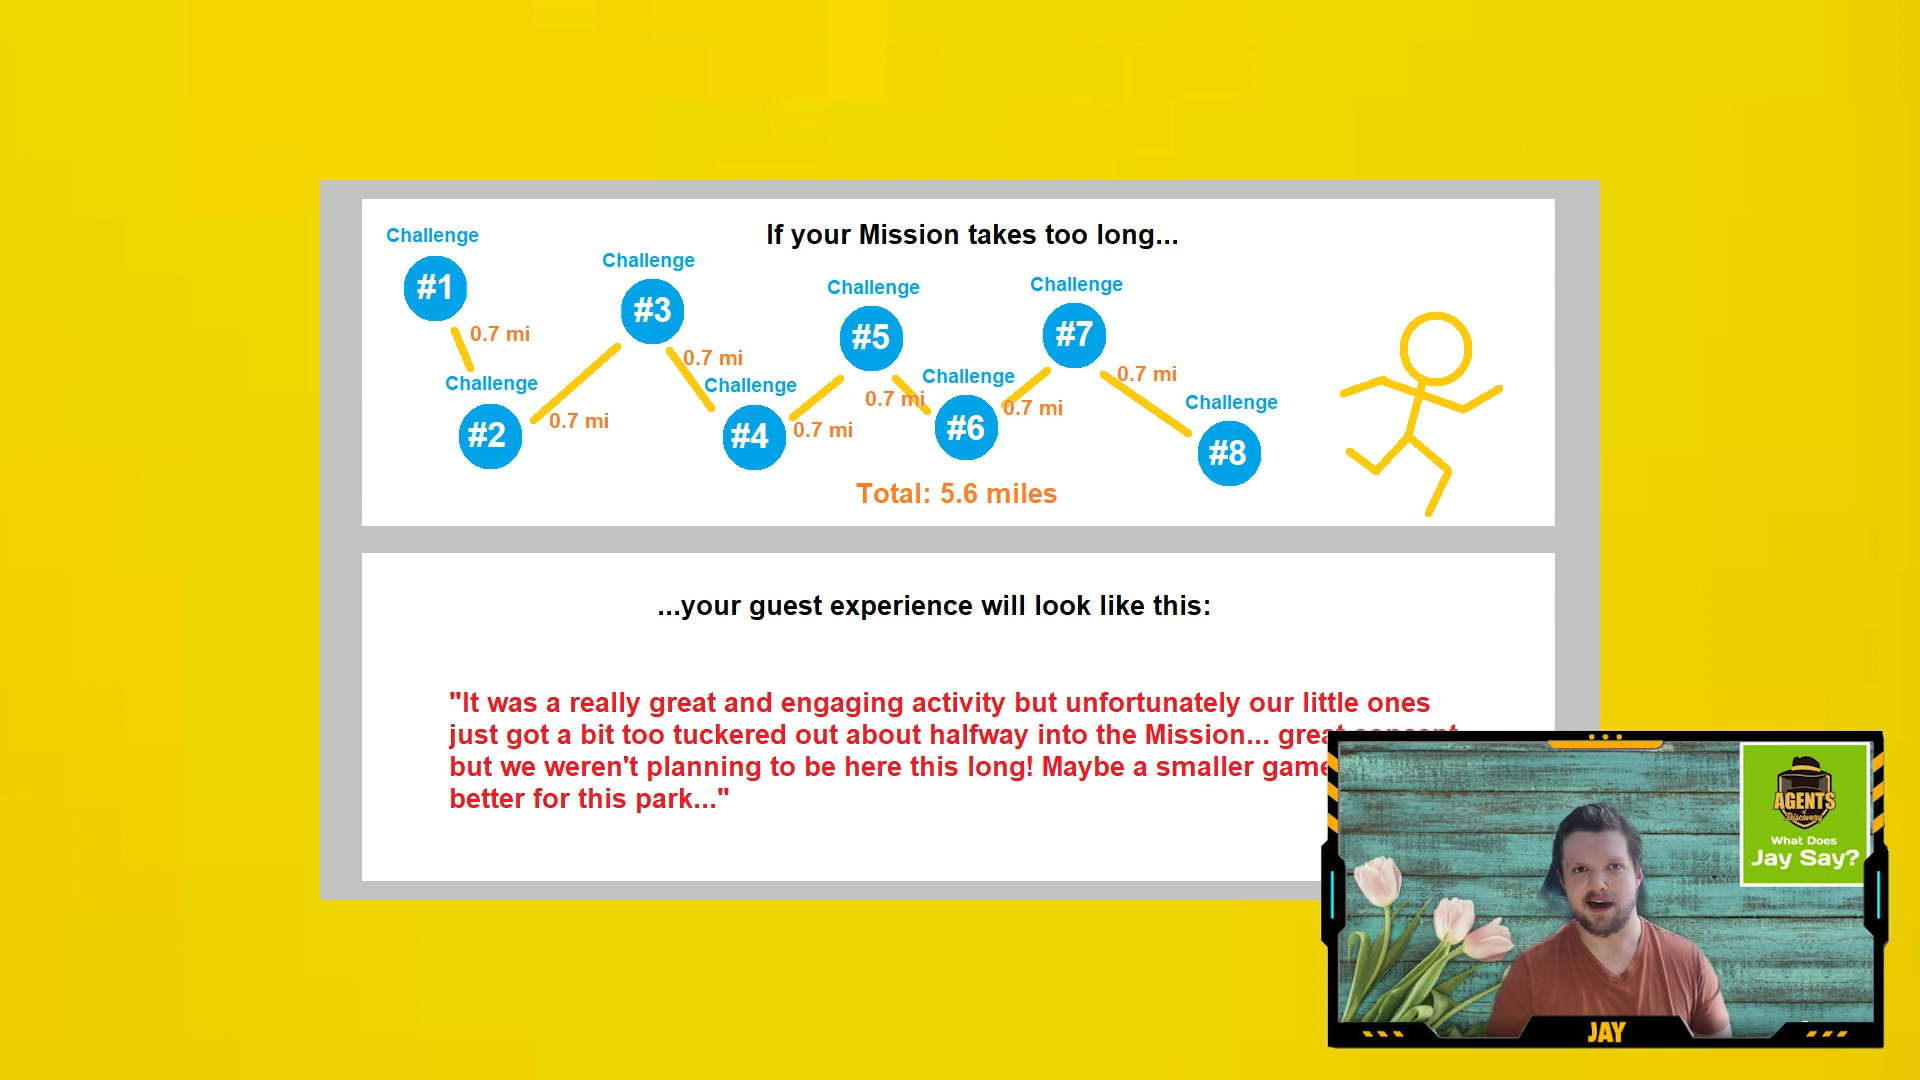 If your Mission takes too long...
Challenge
#1
0.7 mi
Challenge
#2
0.7 mi
Challenge
#3
0.7 mi
Challenge
#4
0.7 mi
Challenge
#5
0.7 mi
Challenge
#6
0.7 mi
Challenge
#7
0.7 mi
Challenge
#8
Total: 5.6 miles
...your guest experience will look like this:
"It was a really great and engaging activity but unfortunately our little ones
just got a bit too tuckered out about halfway into the Mission... great concept
but we weren't planning to be here this long! Maybe a smaller game
better for this park..."
AGENTS
of
Discovery
What Does
Jay Say?
JAY